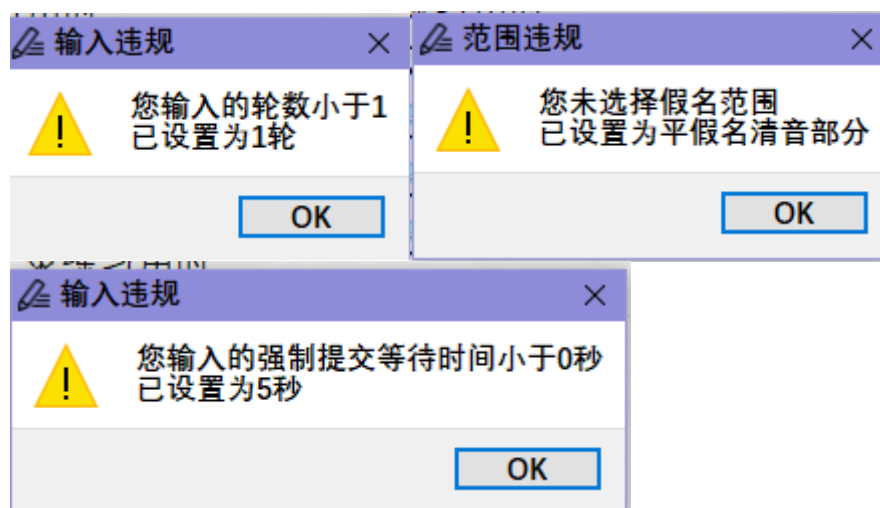 输入违规
您输入的轮数小于1
已设置为1轮
OK
范围违规
您未选择假名范围
已设置为平假名清音部分
OK
输入违规
您输入的强制提交等待时间小于0秒
已设置为5秒
OK